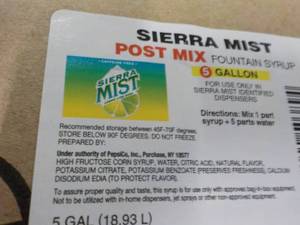 SIERRA MIST
POST MIX FOUNTAIN SYRUP
5 GALLON
FOR USE ONLY IN
SIERRA MIST IDENTIFIED
DISPENSERS
CAFFEINE FREE
SIERRA
MIST
Directions: Mix 1 part
syrup + 5 parts water
Recommended storage between 45F-70F degrees.
STORE BELOW 90F DEGREES. DO NOT FREEZE
PREPARED BY:
Under authority of PepsiCo, Inc., Purchase, NY 10577
HIGH FRUCTOSE CORN SYRUP, WATER, CITRIC ACID, NATURAL FLAVOR,
POTASSIUM CITRATE, POTASSIUM BENZOATE (PRESERVES FRESHNESS), CALCIUM
DISODIUM EDTA (TO PROTECT FLAVOR).
To assure proper quality and taste, this syrup is for use only with approved bag-in-box equipment.
Not to be utilized with in-home dispensers, jet sprays or other non-approved equipment.
5 GAL (18.93 L)